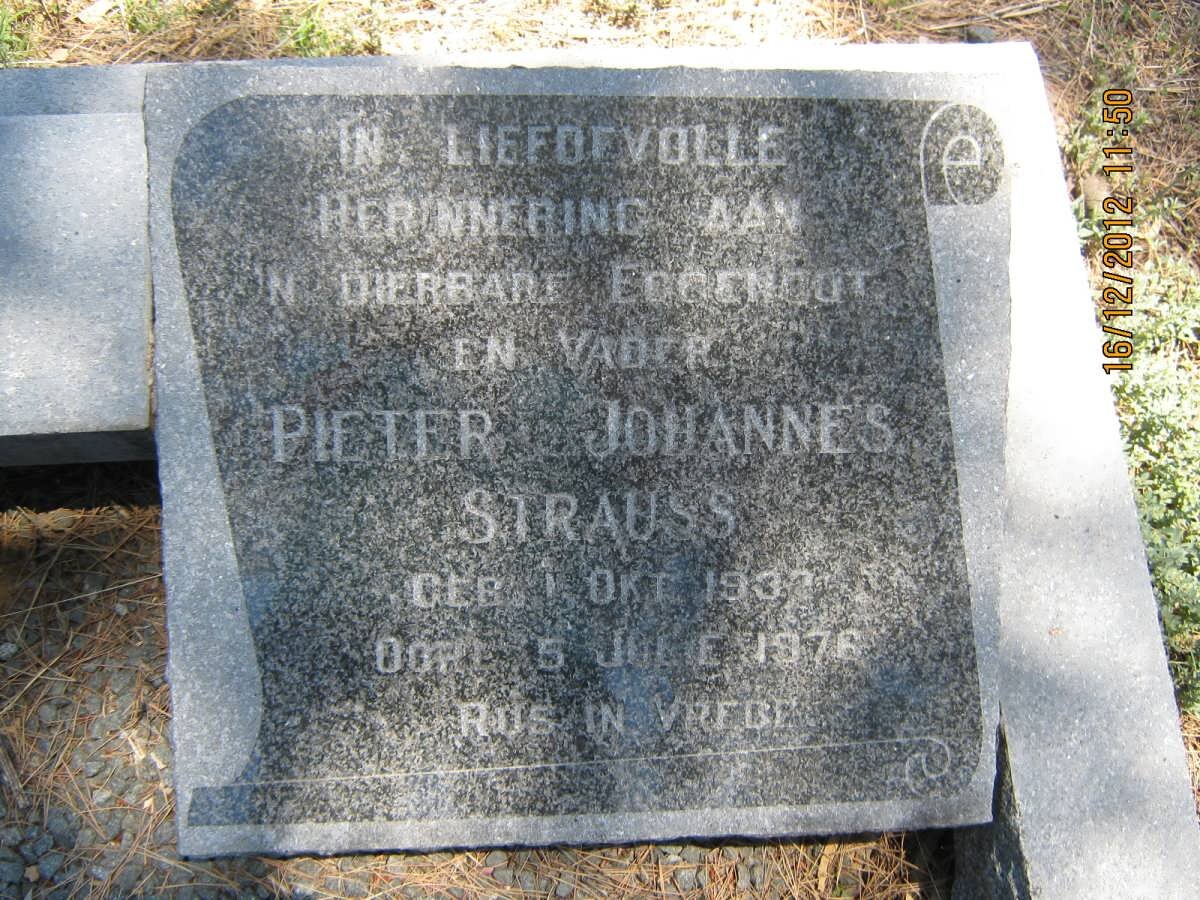 IN LIEFDEVOLLE
HERINNERING AAN
'N DIERBARE EGGENOOT
EN VADER
PIETER JOHANNES
STRAUSS
GEB. 1 OKT
OORL. 5 JULIE 1976
RUS IN VREDE
16/12/2012 11:50